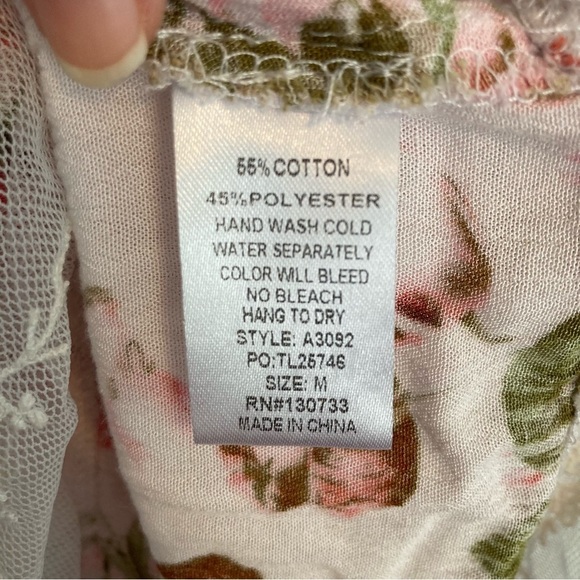 55% COTTON
45%POLYESTER
HAND WASH COLD
WATER SEPARATELY
COLOR WILL BLEED
NO BLEACH
HANG TO DRY
STYLE: A3092
PO:TL25746
SIZE: M
RN#130733
MADE IN CHINA